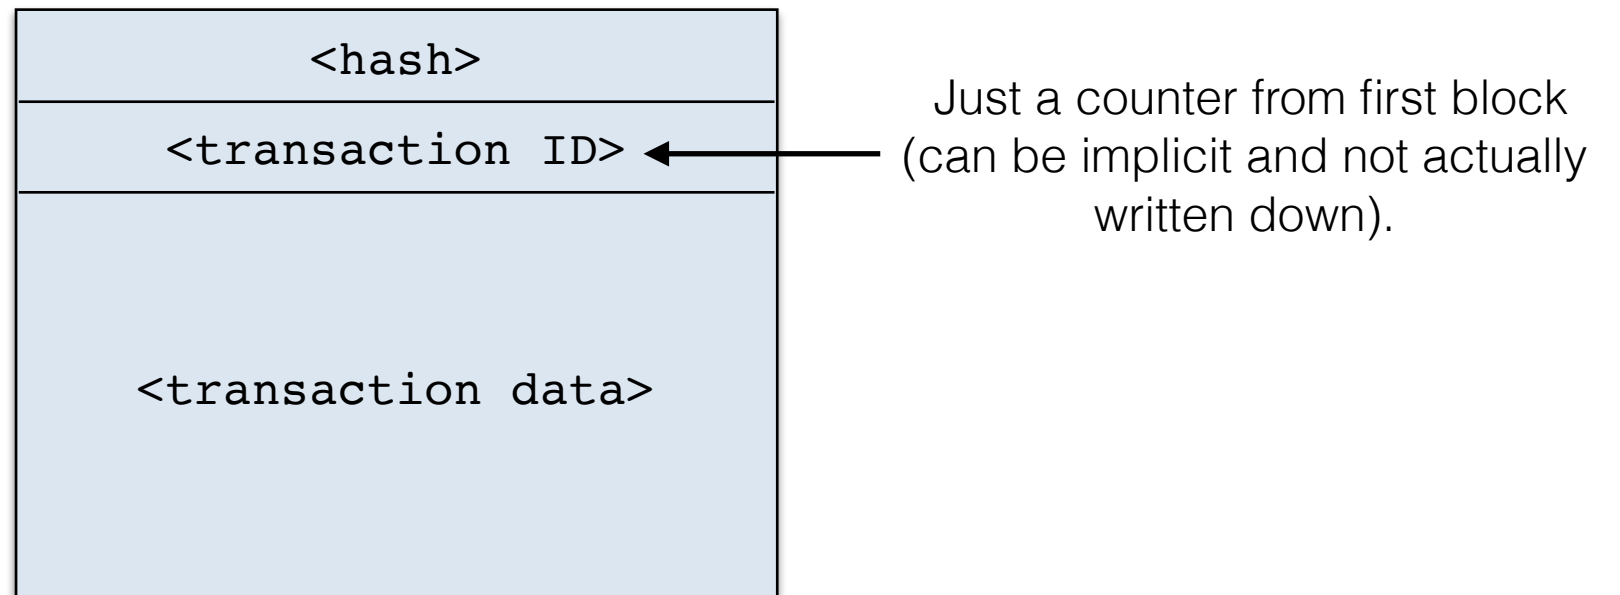 <hash>
<transaction ID>
Just a counter from first block
(can be implicit and not actually
written down).
<transaction data>